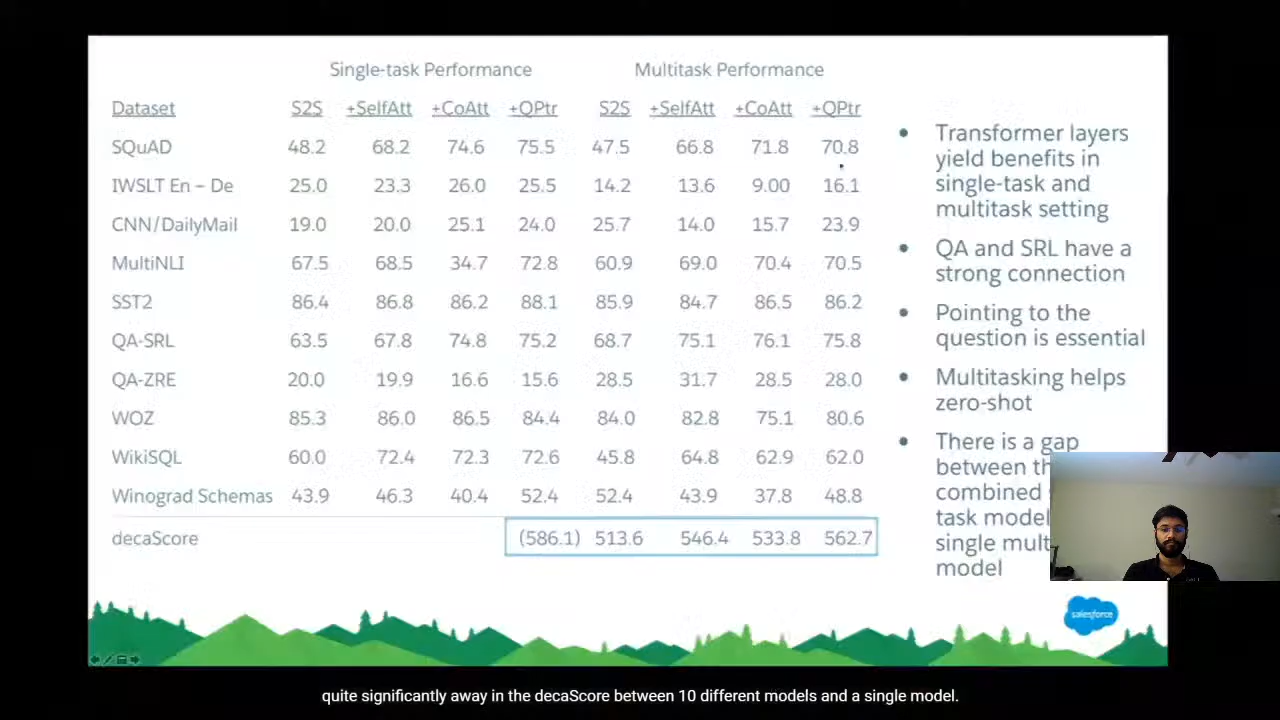 Single-task Performance Multitask Performance
Dataset S2S +SelfAtt +CoAtt +QPtr S2S +SelfAtt +CoAtt +QPtr
SQuAD 48.2 68.2 74.6 75.5 47.5 66.8 71.8 70.8
IWSLT En – De 25.0 23.3 26.0 25.5 14.2 13.6 9.00 16.1
CNN/DailyMail 19.0 20.0 25.1 24.0 25.7 14.0 15.7 23.9
MultiNLI 67.5 68.5 34.7 72.8 60.9 69.0 70.4 70.5
SST2 86.4 86.8 86.2 88.1 85.9 84.7 86.5 86.2
QA-SRL 63.5 67.8 74.8 75.2 68.7 75.1 76.1 75.8
QA-ZRE 20.0 19.9 16.6 15.6 28.5 31.7 28.5 28.0
WOZ 85.3 86.0 86.5 84.4 84.0 82.8 75.1 80.6
WikiSQL 60.0 72.4 72.3 72.6 45.8 64.8 62.9 62.0
Winograd Schemas 43.9 46.3 40.4 52.4 52.4 43.9 37.8 48.8
decaScore (586.1) 513.6 546.4 533.8 562.7
• Transformer layers
yield benefits in
single-task and
multitask setting
• QA and SRL have a
strong connection
• Pointing to the
question is essential
• Multitasking helps
zero-shot
• There is a gap
between
combined
task model
single
model
salesforce
quite significantly away in the decaScore between 10 different models and a single model.